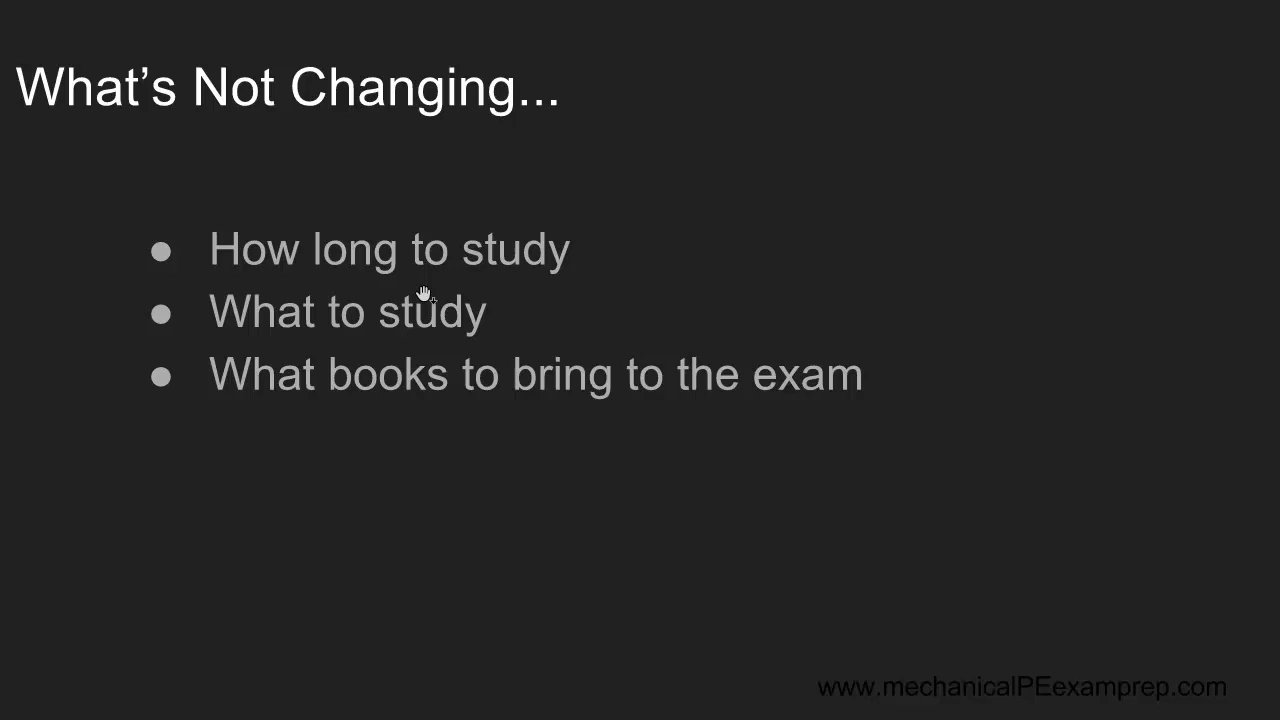 What’s Not Changing...
● How long to study
● What to study
● What books to bring to the exam
www.mechanicalPEexamprep.com